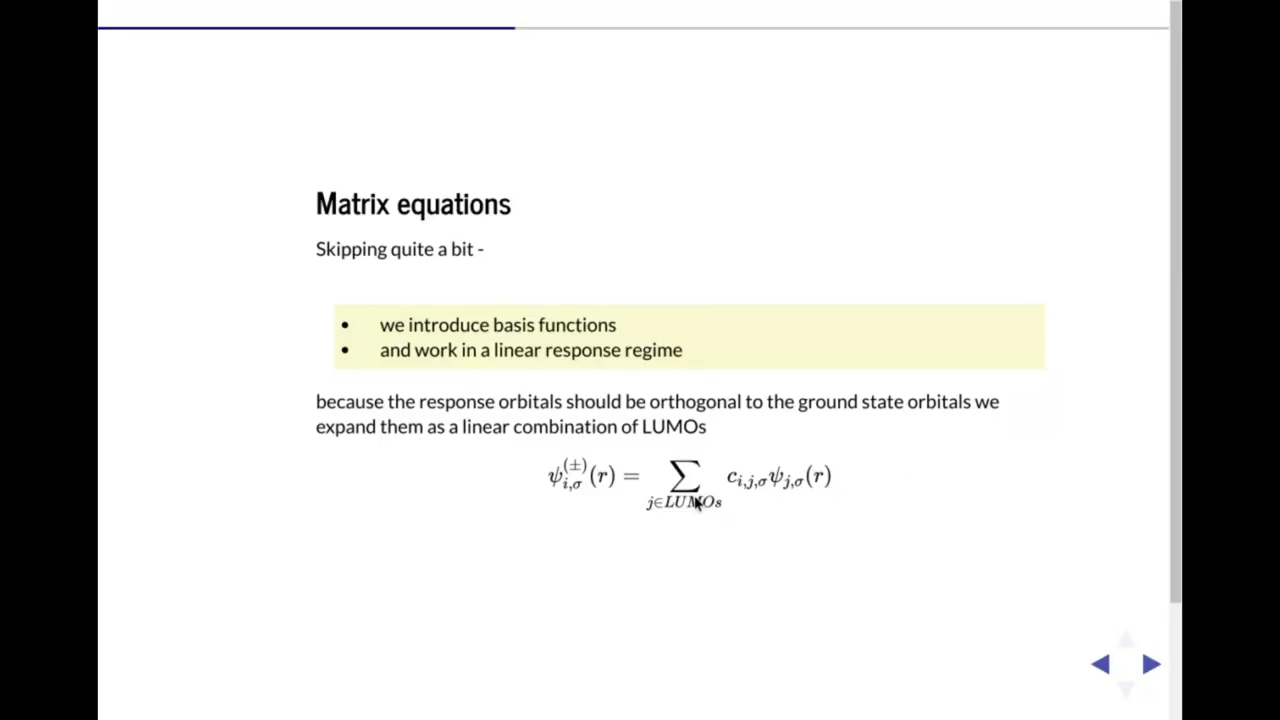 Matrix equations
Skipping quite a bit -
• we introduce basis functions
• and work in a linear response regime
because the response orbitals should be orthogonal to the ground state orbitals we
expand them as a linear combination of LUMOs
ψ_{i,σ}^{(±)}(r) = ∑_{j∈LUMOs} c_{i,j,σ}ψ_{j,σ}(r)